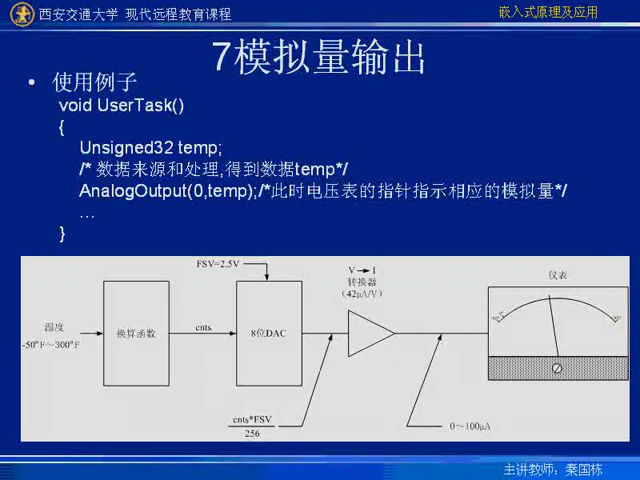 西安交通大学 现代远程教育课程
嵌入式原理及应用
7模拟量输出
• 使用例子
void UserTask()
{
Unsigned32 temp;
/* 数据来源和处理,得到数据temp*/
AnalogOutput(0,temp);/*此时电压表的指针指示相应的模拟量*/
…
}
FSV=2.5V
V→I
转换器
(42μA/V)
仪表
温度
-50°F～300°F
换算函数
cnts
8位DAC
cnts*FSV
256
0～100μA
主讲教师：秦国栋